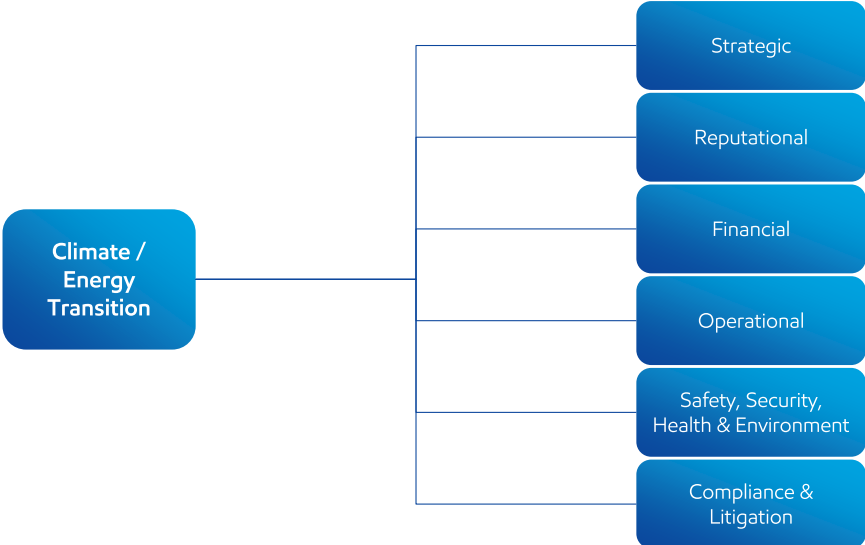 Climate /
Energy
Transition
Strategic
Reputational
Financial
Operational
Safety, Security,
Health & Environment
Compliance &
Litigation